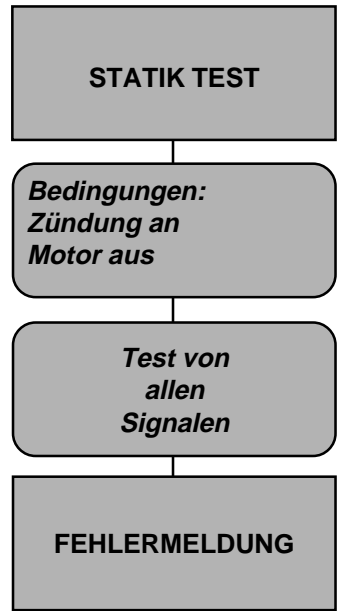 STATIK TEST
Bedingungen:
Zündung an
Motor aus
Test von
allen
Signalen
FEHLERMELDUNG